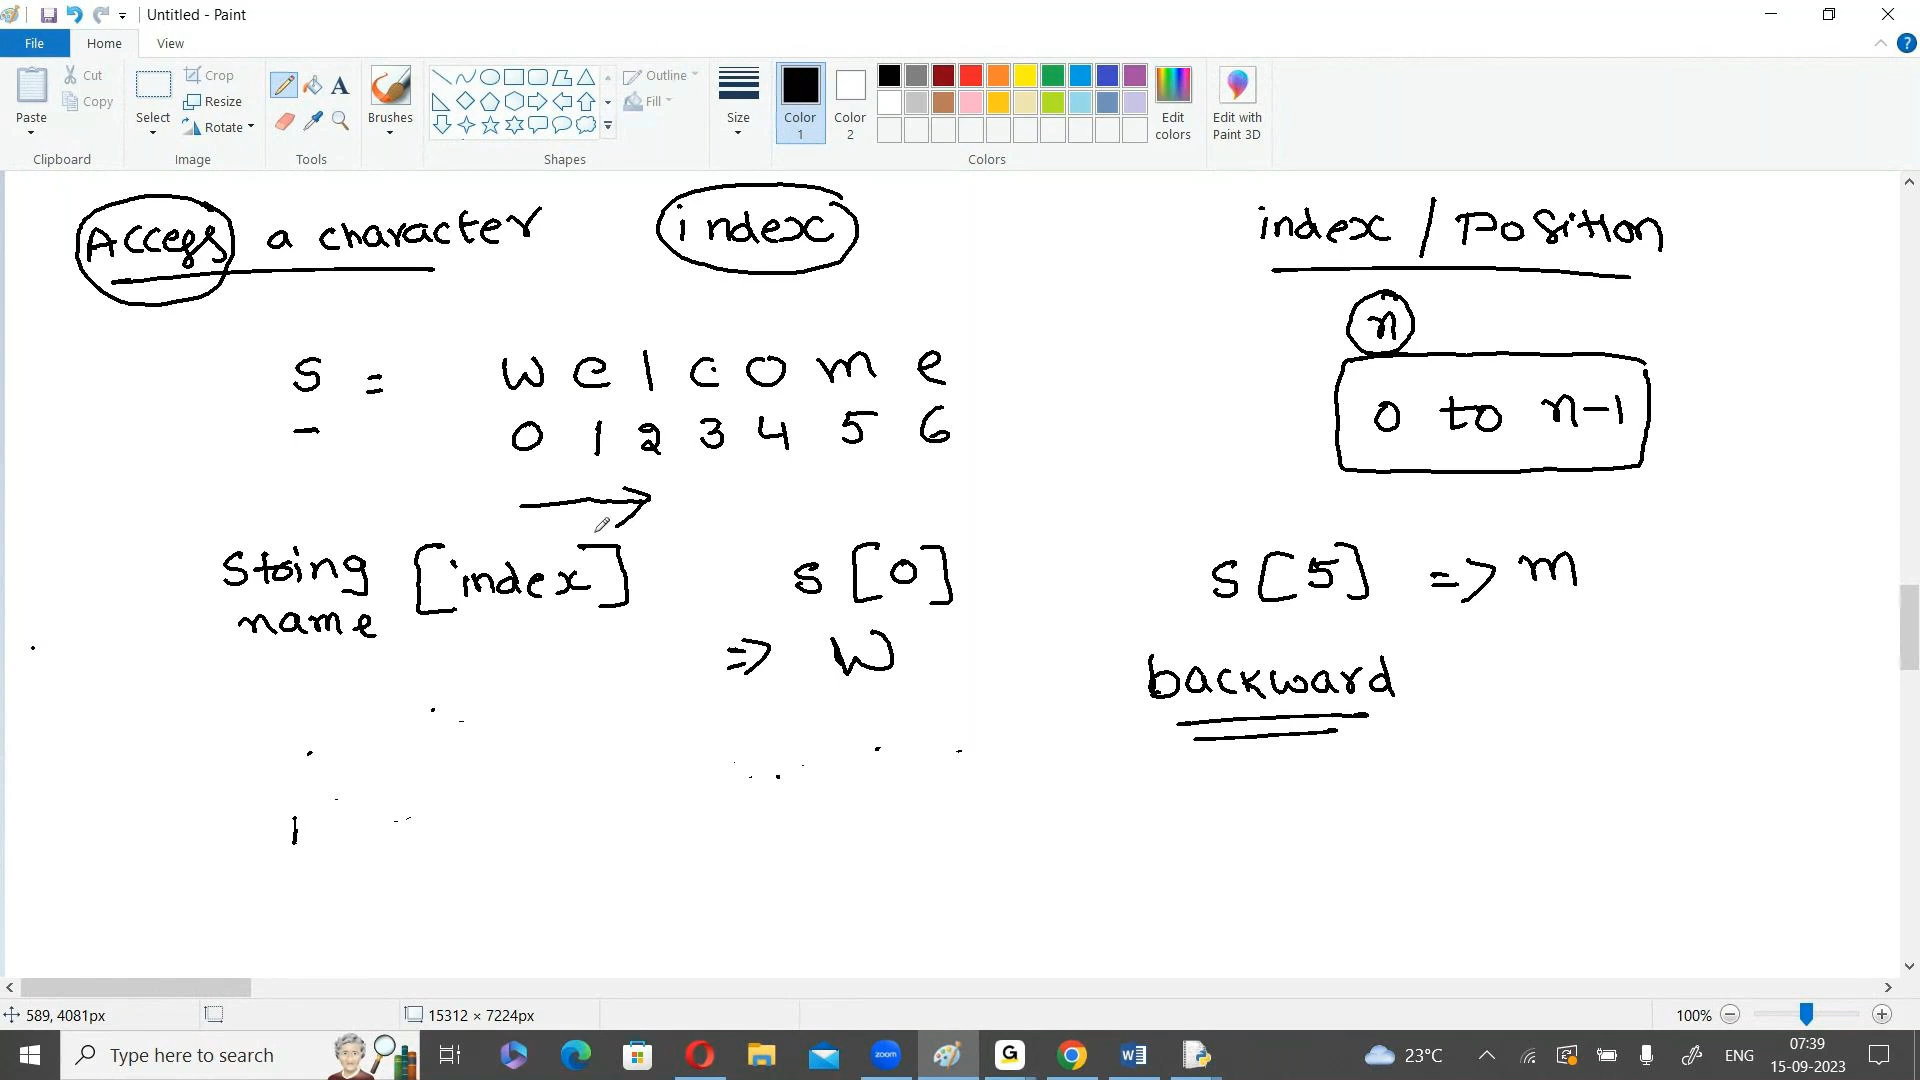 Untitled - Paint
File Home View
Paste Cut Copy Clipboard
Select Crop Resize Rotate Image
Tools
Brushes
Outline Fill Shapes
Size
Color 1 Color 2 Edit colors Edit with Paint 3D Colors
Access a character index index / Position
n
S = W e l c o m e
0 to n-1
- 0 1 2 3 4 5 6
String name [index] S [0] S [5] => m
=> W
backward
589, 4081px 15312 × 7224px 100%
Type here to search zoom 23°C ENG 07:39 15-09-2023